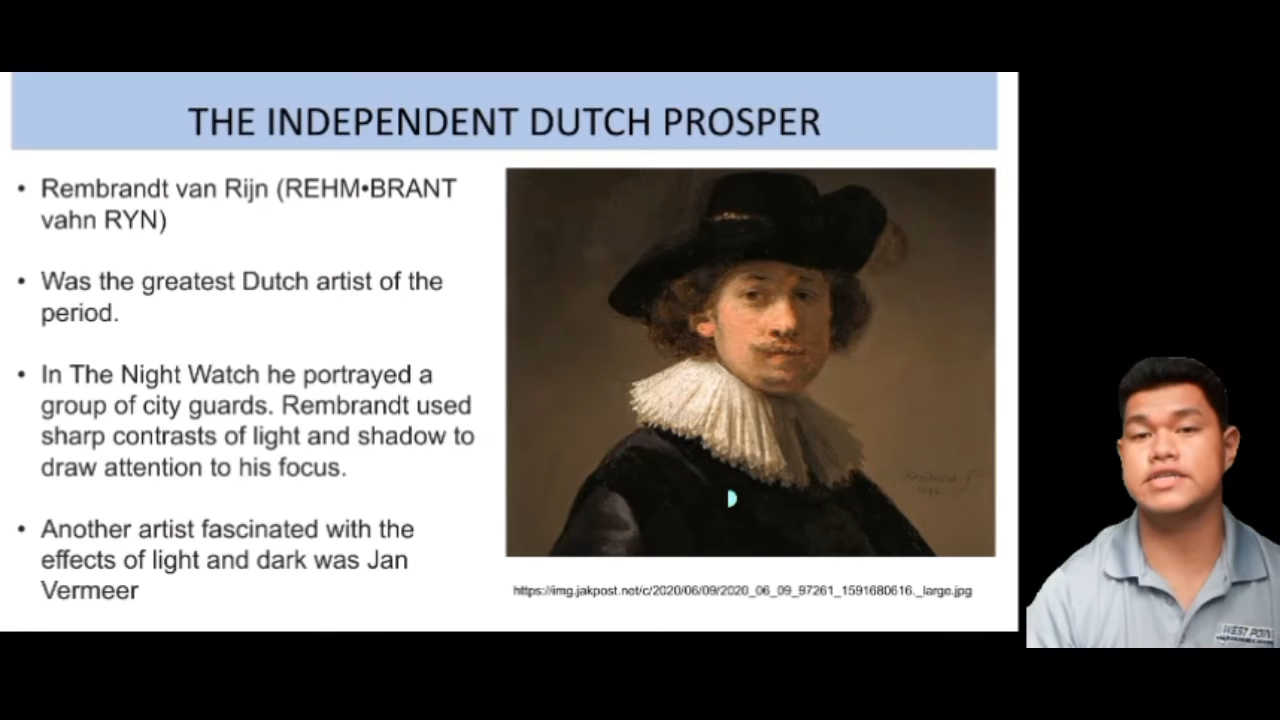 THE INDEPENDENT DUTCH PROSPER
• Rembrandt van Rijn (REHM•BRANT
vahn RYN)
• Was the greatest Dutch artist of the
period.
• In The Night Watch he portrayed a
group of city guards. Rembrandt used
sharp contrasts of light and shadow to
draw attention to his focus.
• Another artist fascinated with the
effects of light and dark was Jan
Vermeer
https://img.jakpost.net/c/2020/06/09/2020_06_09_97261_1591680616._large.jpg
WEST POIN